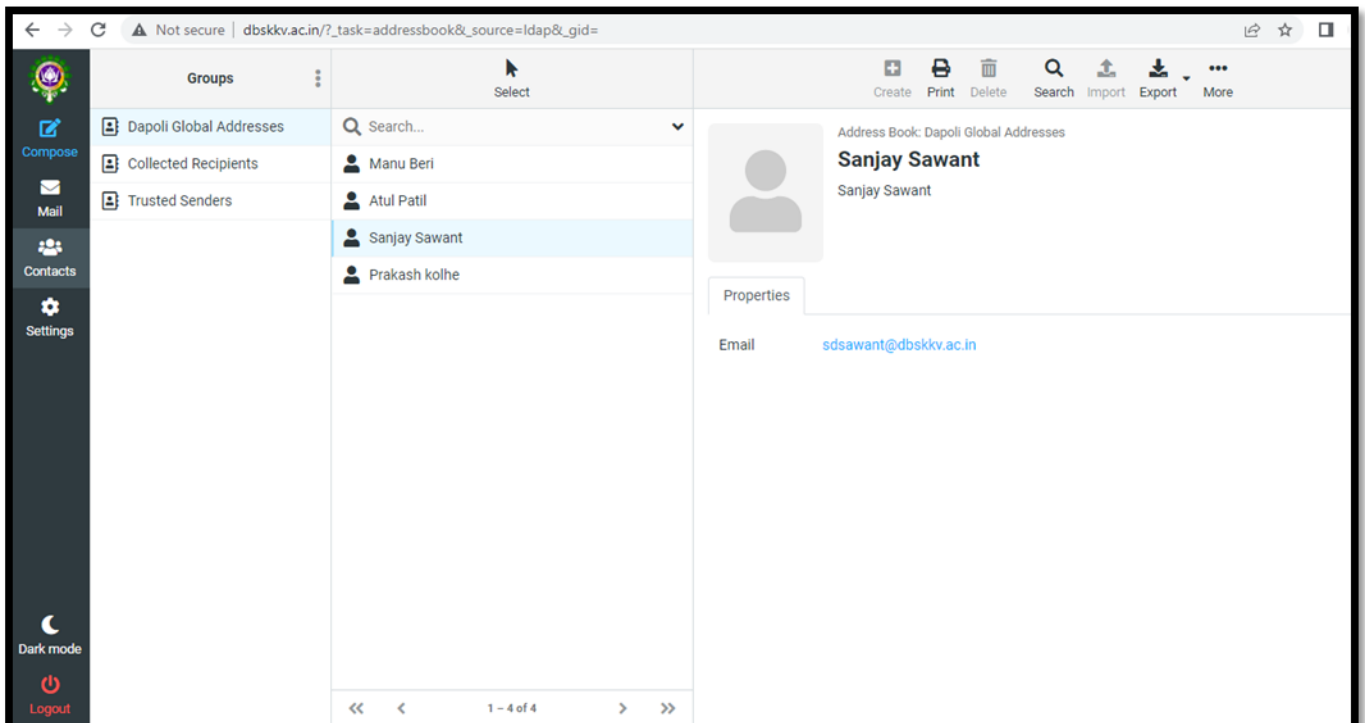 Not secure | dbskkv.ac.in/?_task=addressbook&_source=ldap&_gid=
Compose
Mail
Contacts
Settings
Dark mode
Logout
Groups
Dapoli Global Addresses
Collected Recipients
Trusted Senders
Select
Search...
Manu Beri
Atul Patil
Sanjay Sawant
Prakash kolhe
1 – 4 of 4
Create Print Delete Search Import Export More
Address Book: Dapoli Global Addresses
Sanjay Sawant
Sanjay Sawant
Properties
Email sdsawant@dbskkv.ac.in